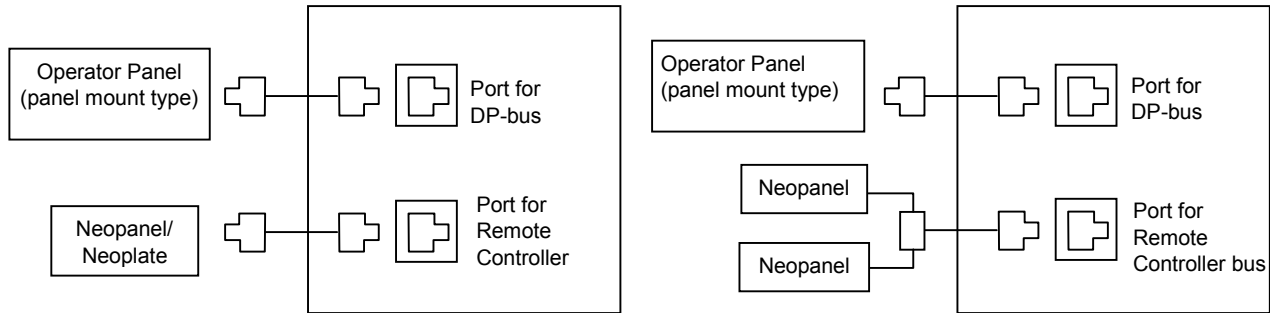 Operator Panel
(panel mount type)
Port for
DP-bus
Neopanel/
Neoplate
Port for
Remote
Controller
Operator Panel
(panel mount type)
Port for
DP-bus
Neopanel
Neopanel
Port for
Remote
Controller bus